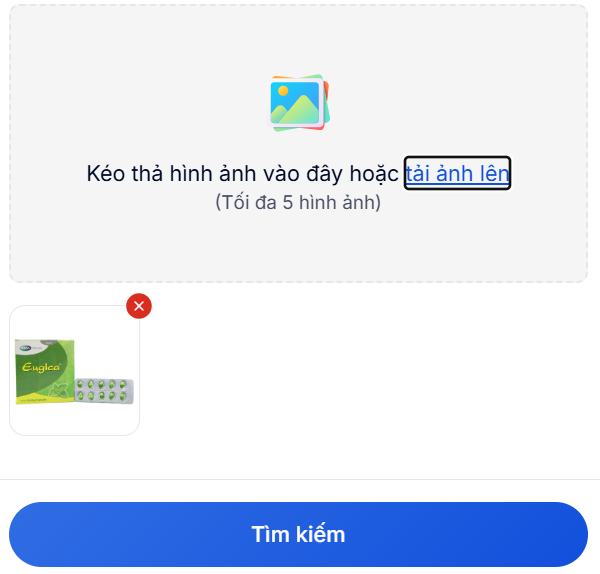 Kéo thả hình ảnh vào đây hoặc tải ảnh lên
(Tối đa 5 hình ảnh)
Eugica
Tìm kiếm